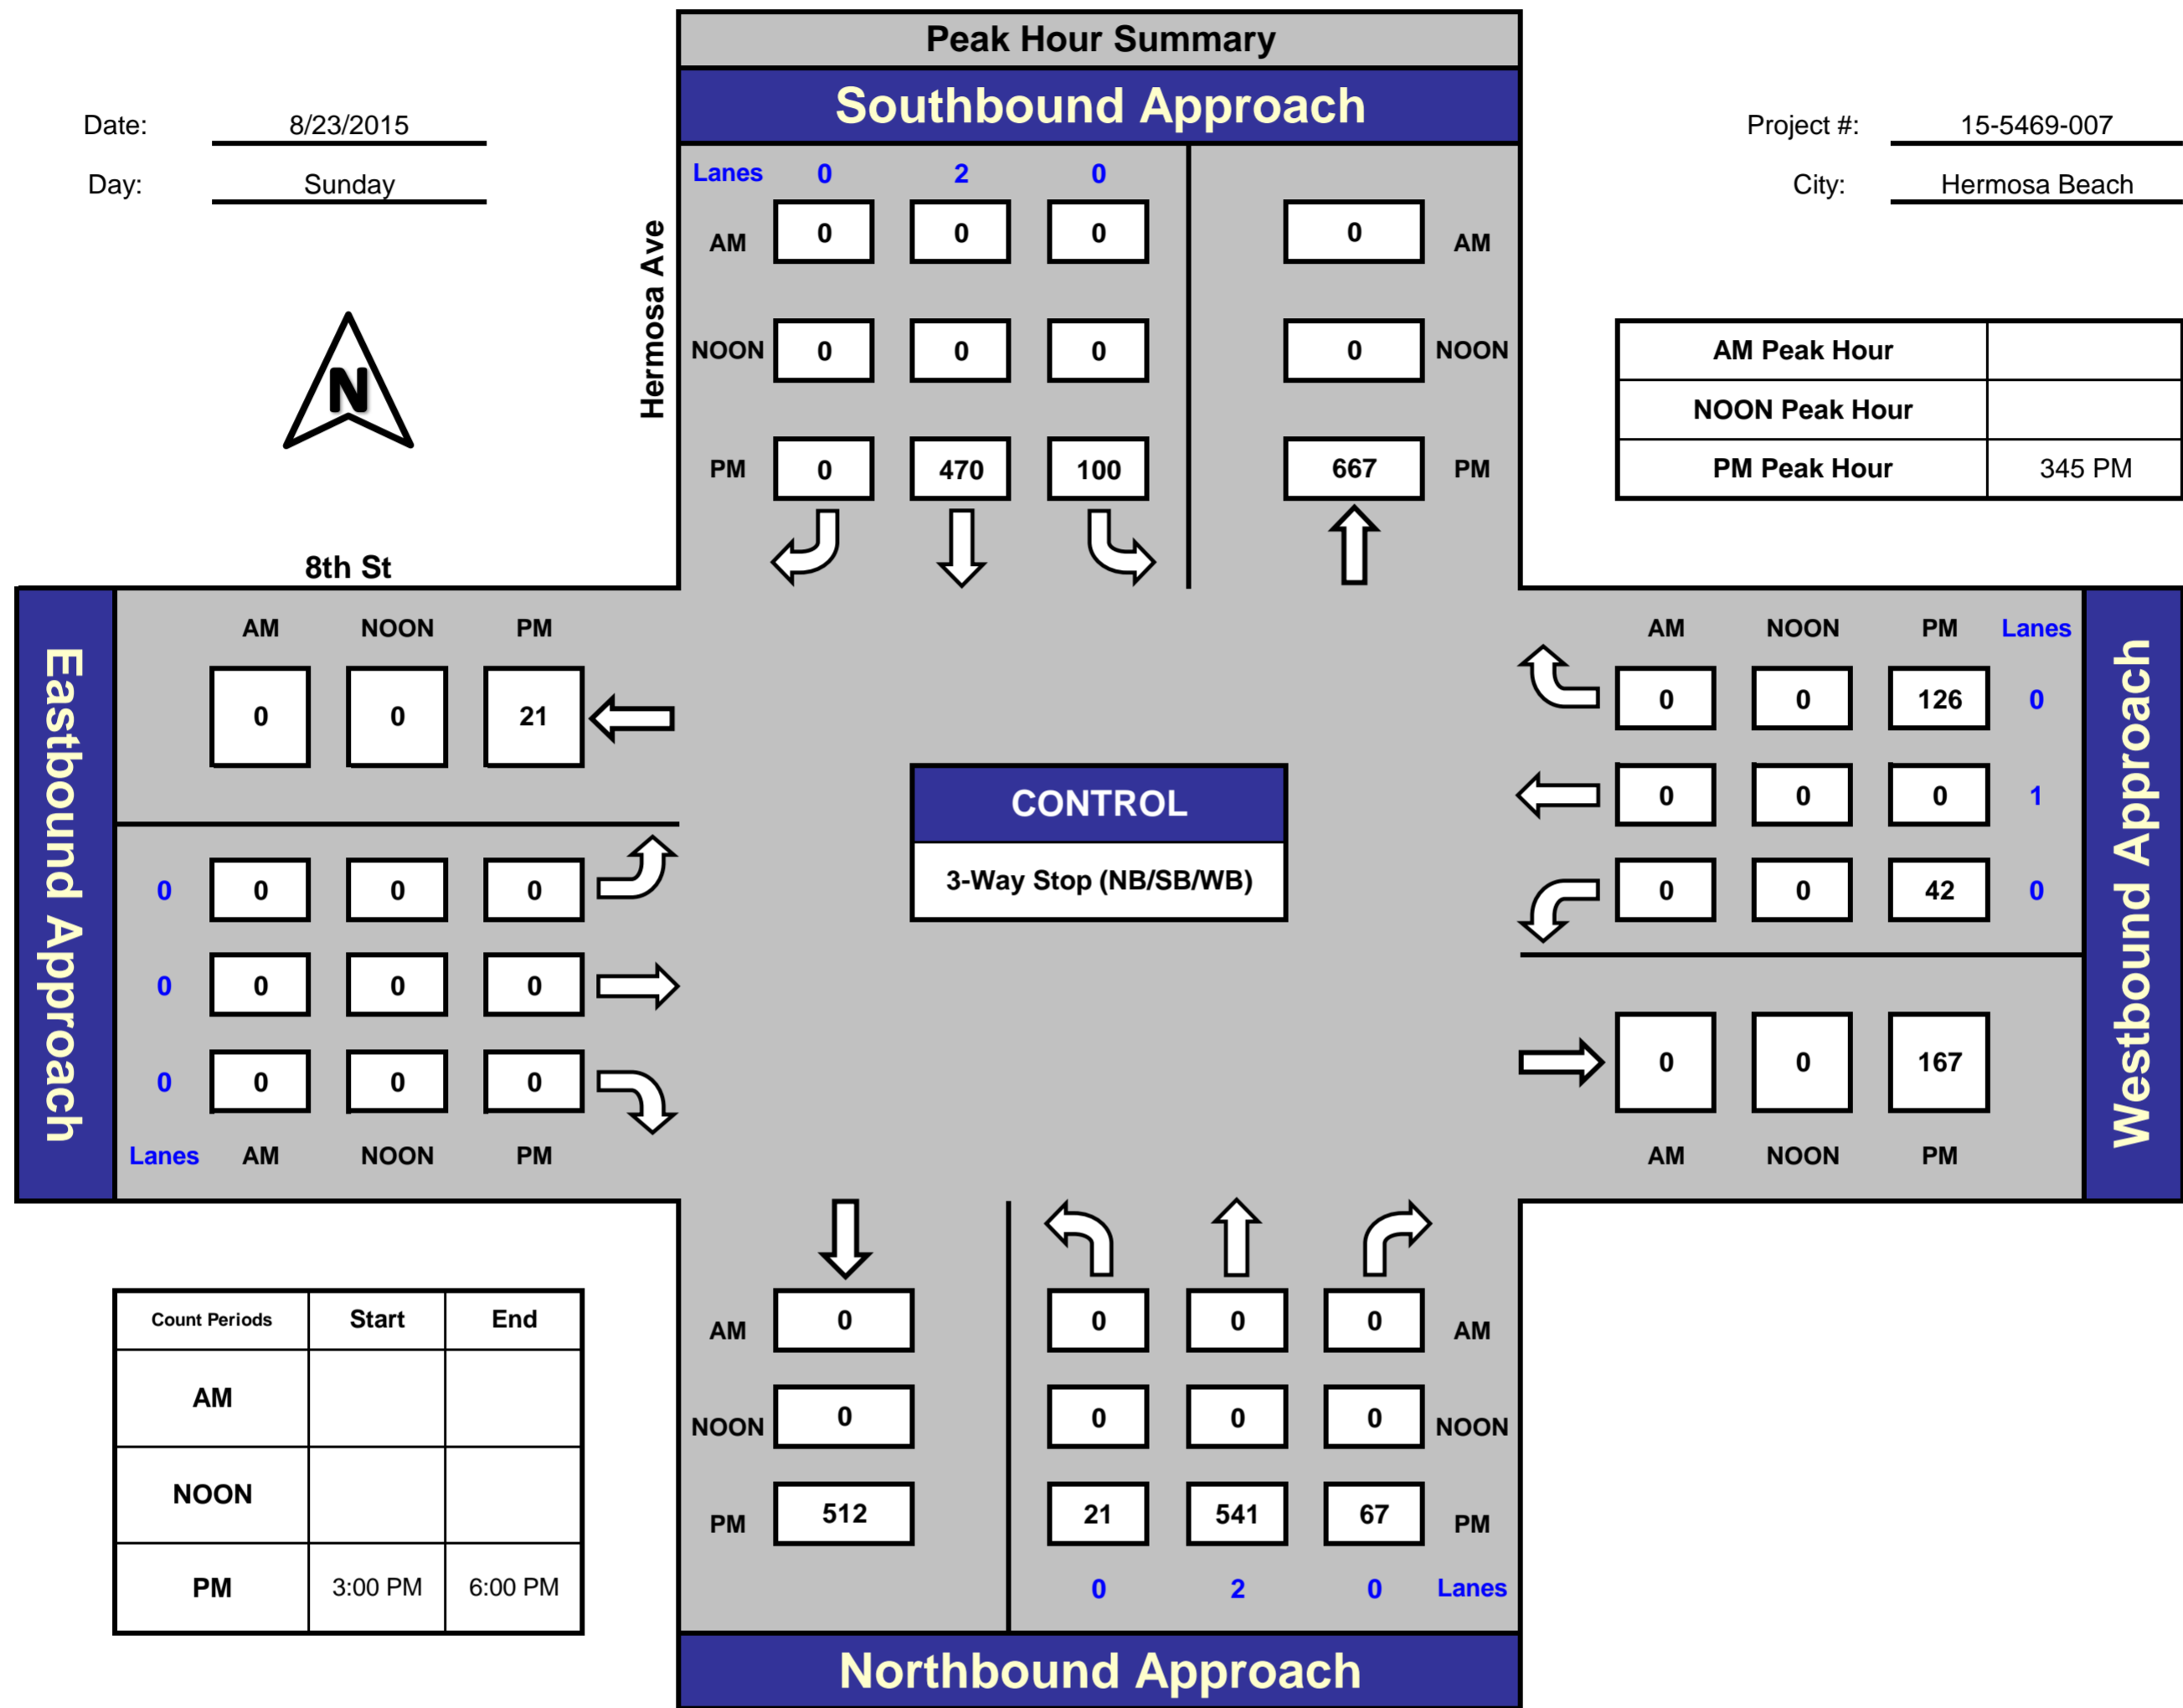 Peak Hour Summary
Southbound Approach
Date: 8/23/2015
Project #: 15-5469-007
Day: Sunday
City: Hermosa Beach
Lanes 0 2 0
Hermosa Ave
AM 0 0 0 0 AM
NOON 0 0 0 0 NOON
PM 0 470 100 667 PM
N
AM Peak Hour
NOON Peak Hour
PM Peak Hour 345 PM
8th St
Eastbound Approach
AM NOON PM
0 0 21
0 0 0 0
0 0 0 0
0 0 0 0
Lanes AM NOON PM
CONTROL
3-Way Stop (NB/SB/WB)
AM NOON PM Lanes
0 0 126 0
0 0 0 1
0 0 42 0
0 0 167
AM NOON PM
Westbound Approach
Count Periods Start End
AM
NOON
PM 3:00 PM 6:00 PM
AM 0 0 0 0 AM
NOON 0 0 0 0 NOON
PM 512 21 541 67 PM
0 2 0 Lanes
Northbound Approach